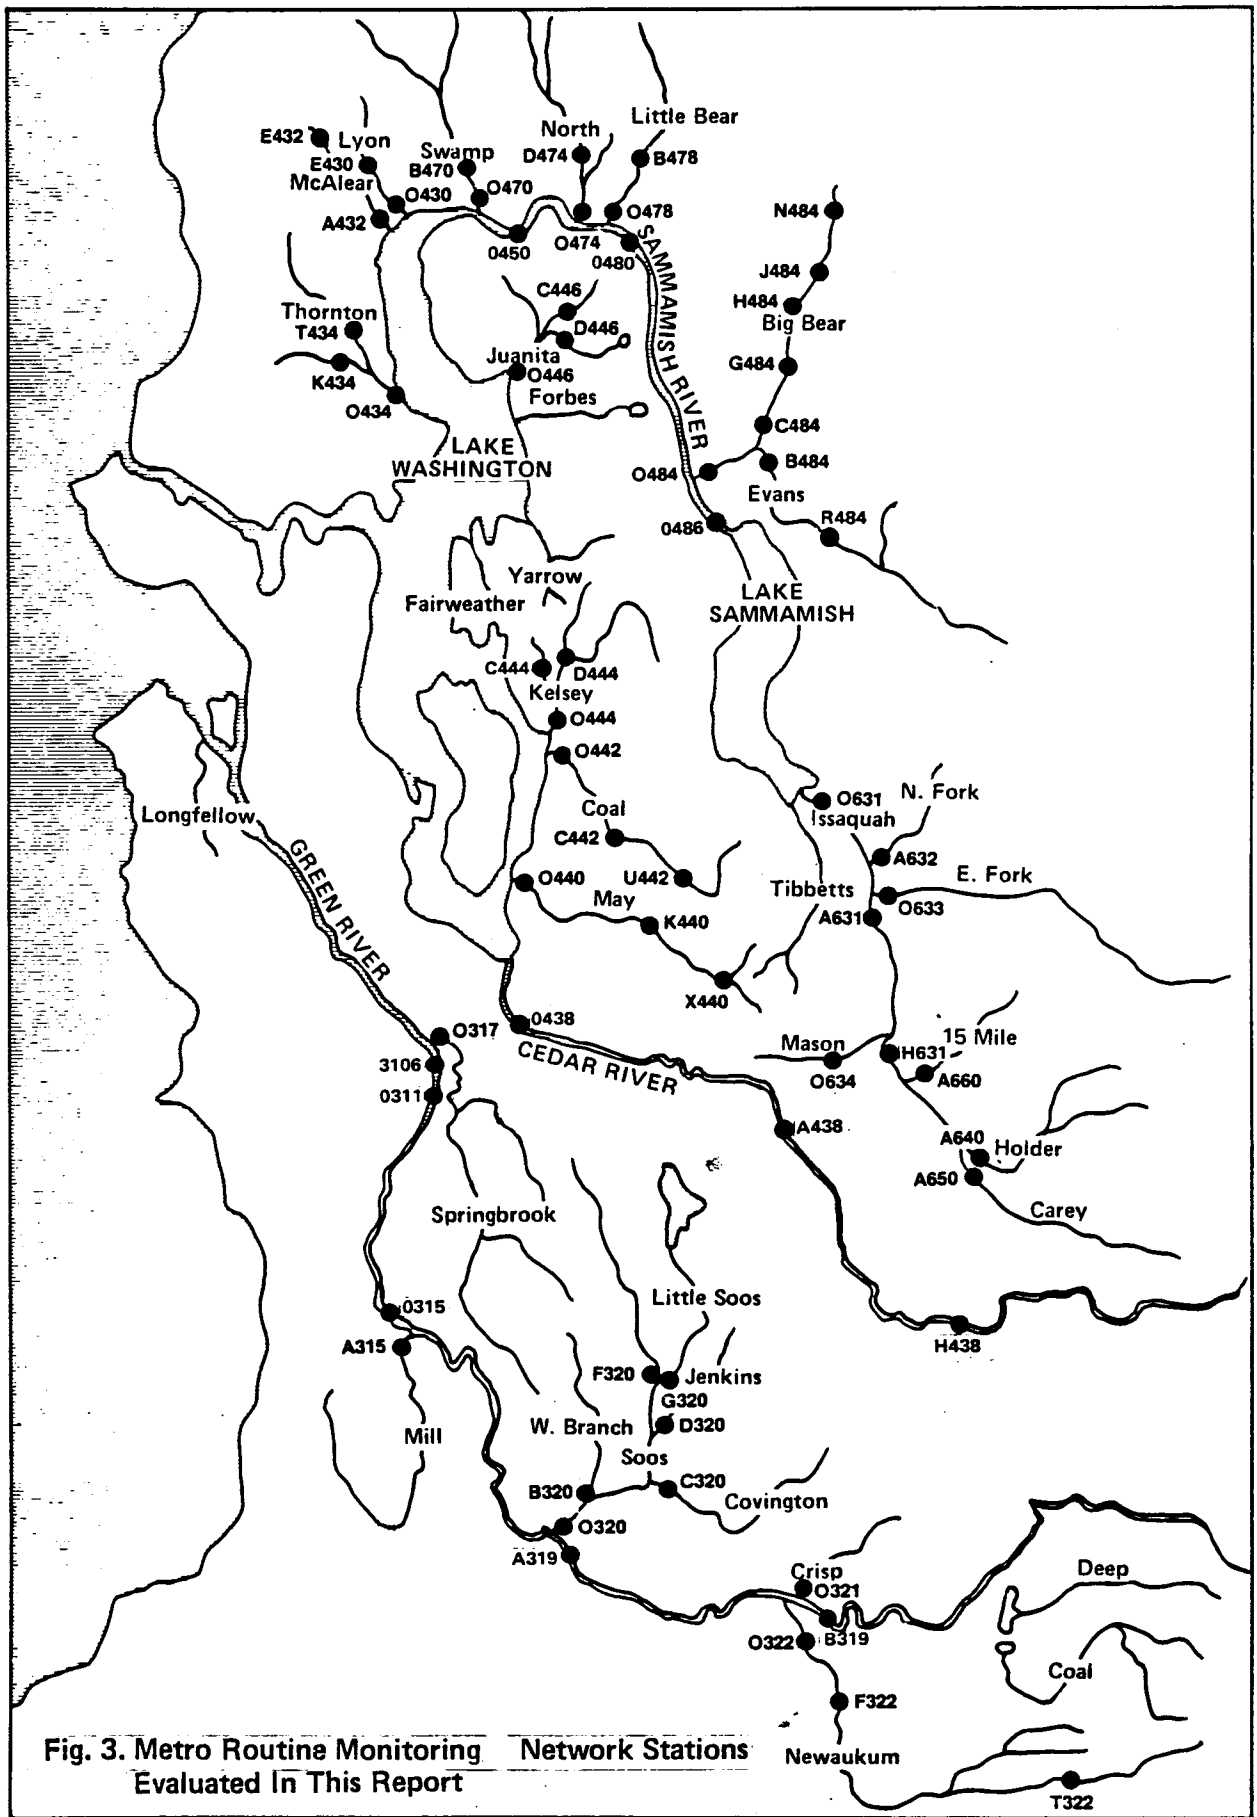 Little Bear
North
E432
Lyon
Swamp
D474
B478
E430
B470
McAlear
O430
O470
A432
O478
N484
0450
O474
0480
SAMMAMISH RIVER
J484
C446
H484
Thornton
Big Bear
T434
D446
Juanita
G484
K434
O446
Forbes
O434
C484
LAKE
WASHINGTON
B484
O484
Evans
R484
0486
Yarrow
LAKE
SAMMAMISH
Fairweather
C444
D444
Kelsey
O444
O442
N. Fork
O631
Issaquah
Longfellow
Coal
C442
A632
GREEN RIVER
O440
U442
E. Fork
Tibbetts
May
O633
A631
K440
X440
0438
O317
Mason
15 Mile
H631
CEDAR RIVER
3106
O634
A660
0311
A438
A640
Holder
A650
Carey
Springbrook
Little Soos
0315
A315
H438
F320
Jenkins
G320
D320
W. Branch
Mill
Soos
C320
B320
Covington
O320
A319
Crisp
Deep
O321
O322
B319
Coal
F322
Fig. 3. Metro Routine Monitoring Network Stations
Evaluated In This Report
Newaukum
T322